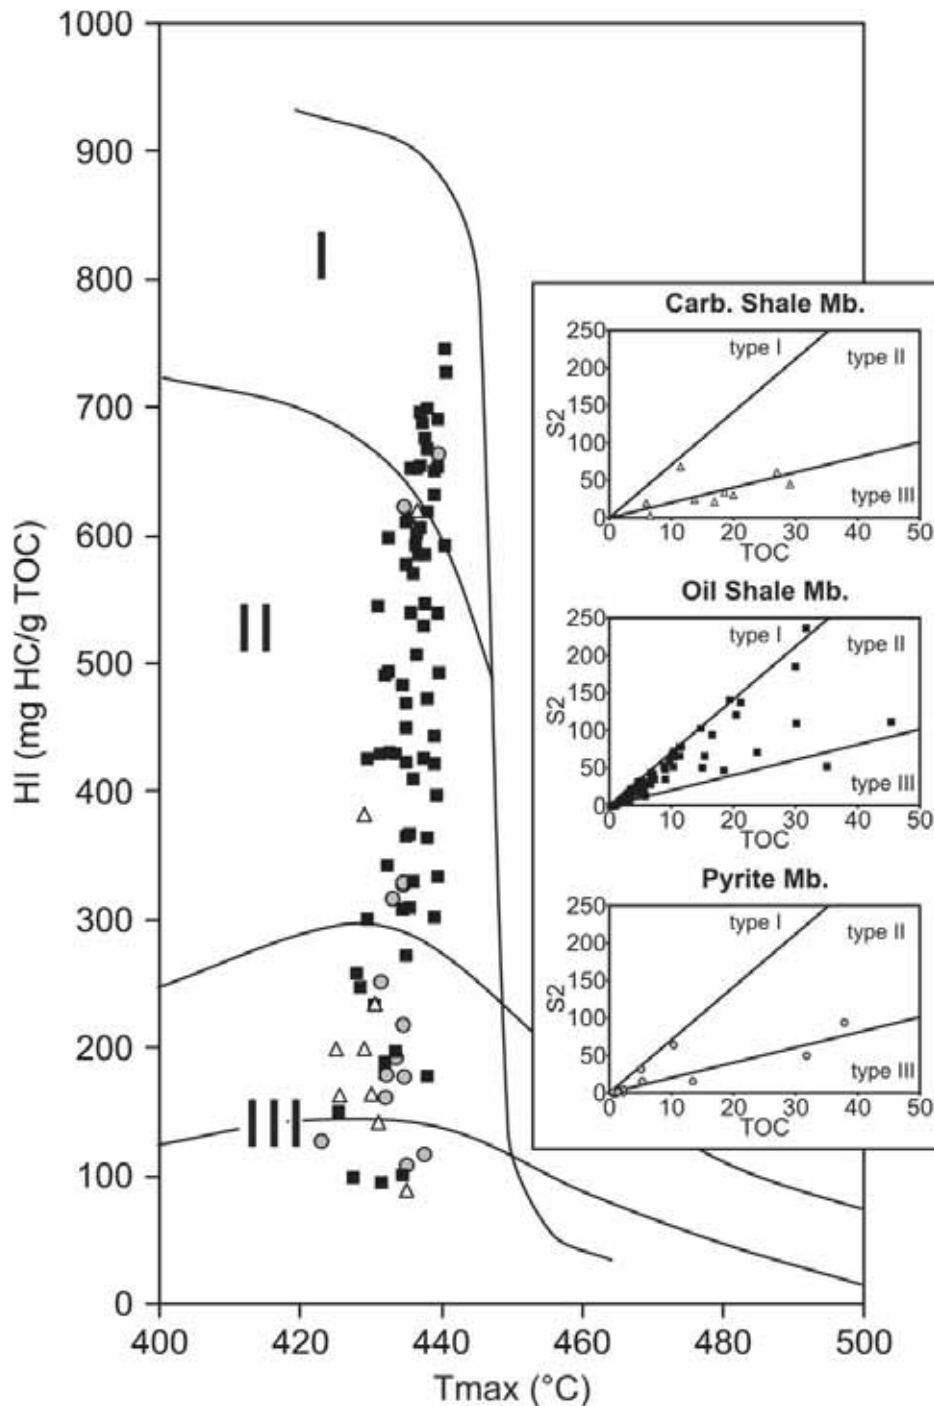 1000
900
800
700
600
500
400
300
200
100
0
HI (mg HC/g TOC)
400
420
440
460
480
500
Tmax (°C)
I
II
III
Carb. Shale Mb.
250
200
150
100
50
0
S2
type I
type II
type III
0
10
20
30
40
50
TOC
Oil Shale Mb.
250
200
150
100
50
0
S2
type I
type II
type III
0
10
20
30
40
50
TOC
Pyrite Mb.
250
200
150
100
50
0
S2
type I
type II
type III
0
10
20
30
40
50
TOC